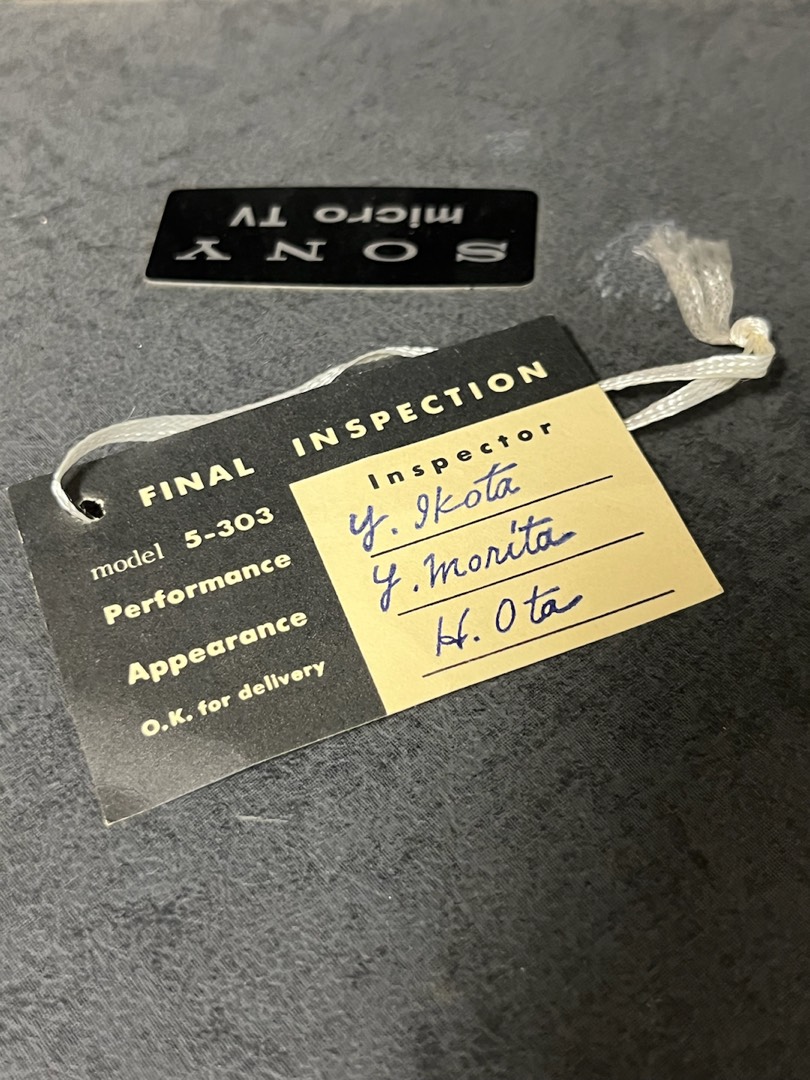 SONY
micro TV
FINAL INSPECTION
model 5-303
Performance
Appearance
O.K. for delivery
Inspector
Y. Ikota
Y. Morita
H. Ota